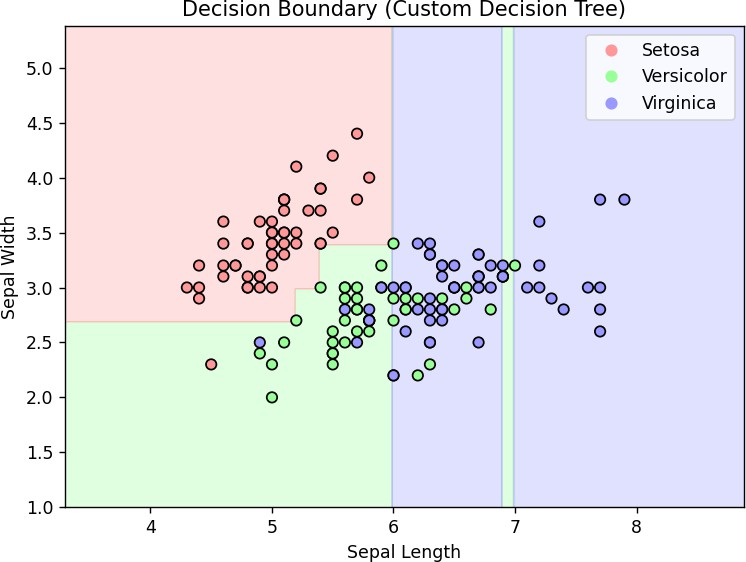 Decision Boundary (Custom Decision Tree)
Setosa
Versicolor
Virginica
5.0
4.5
4.0
3.5
3.0
2.5
2.0
1.5
1.0
Sepal Width
4 5 6 7 8
Sepal Length